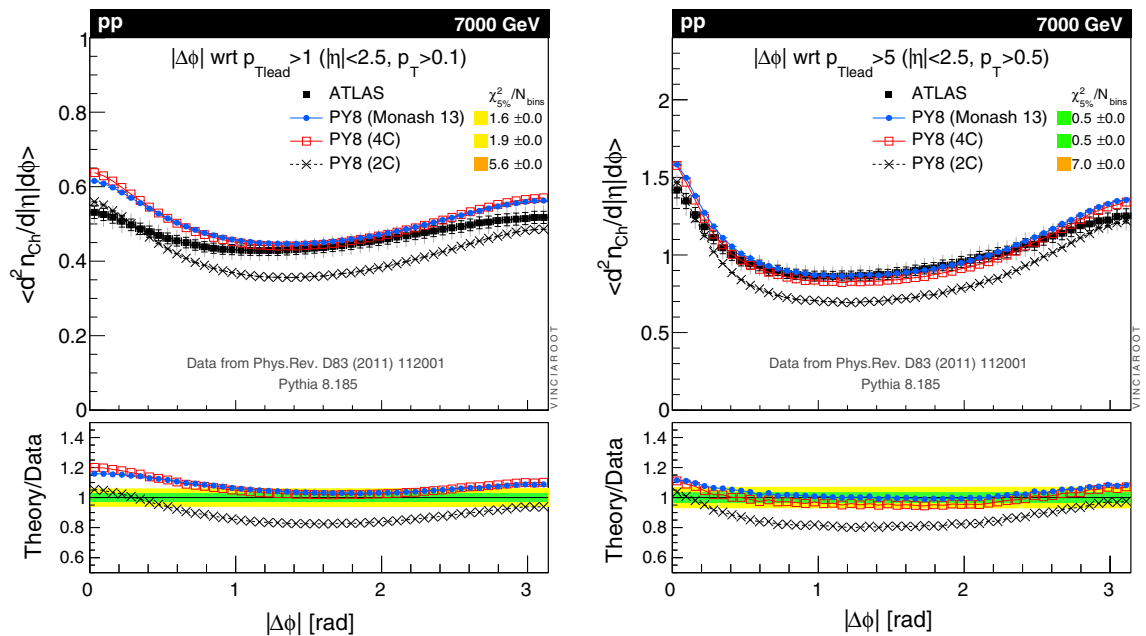 pp 7000 GeV
|Δϕ| wrt p_Tlead>1 (|η|<2.5, p_T>0.1)
χ²_5%/N_bins
ATLAS
PY8 (Monash 13) 1.6 ±0.0
PY8 (4C) 1.9 ±0.0
PY8 (2C) 5.6 ±0.0
<d²n_Ch/d|η|dϕ>
1
0.8
0.6
0.4
0.2
0
Data from Phys.Rev. D83 (2011) 112001
Pythia 8.185
VINCIAROOT
Theory/Data
1.4
1.2
1
0.8
0.6
0 1 2 3
|Δϕ| [rad]
pp 7000 GeV
|Δϕ| wrt p_Tlead>5 (|η|<2.5, p_T>0.5)
χ²_5%/N_bins
ATLAS
PY8 (Monash 13) 0.5 ±0.0
PY8 (4C) 0.5 ±0.0
PY8 (2C) 7.0 ±0.0
<d²n_Ch/d|η|dϕ>
2
1.5
1
0.5
0
Data from Phys.Rev. D83 (2011) 112001
Pythia 8.185
VINCIAROOT
Theory/Data
1.4
1.2
1
0.8
0.6
0 1 2 3
|Δϕ| [rad]